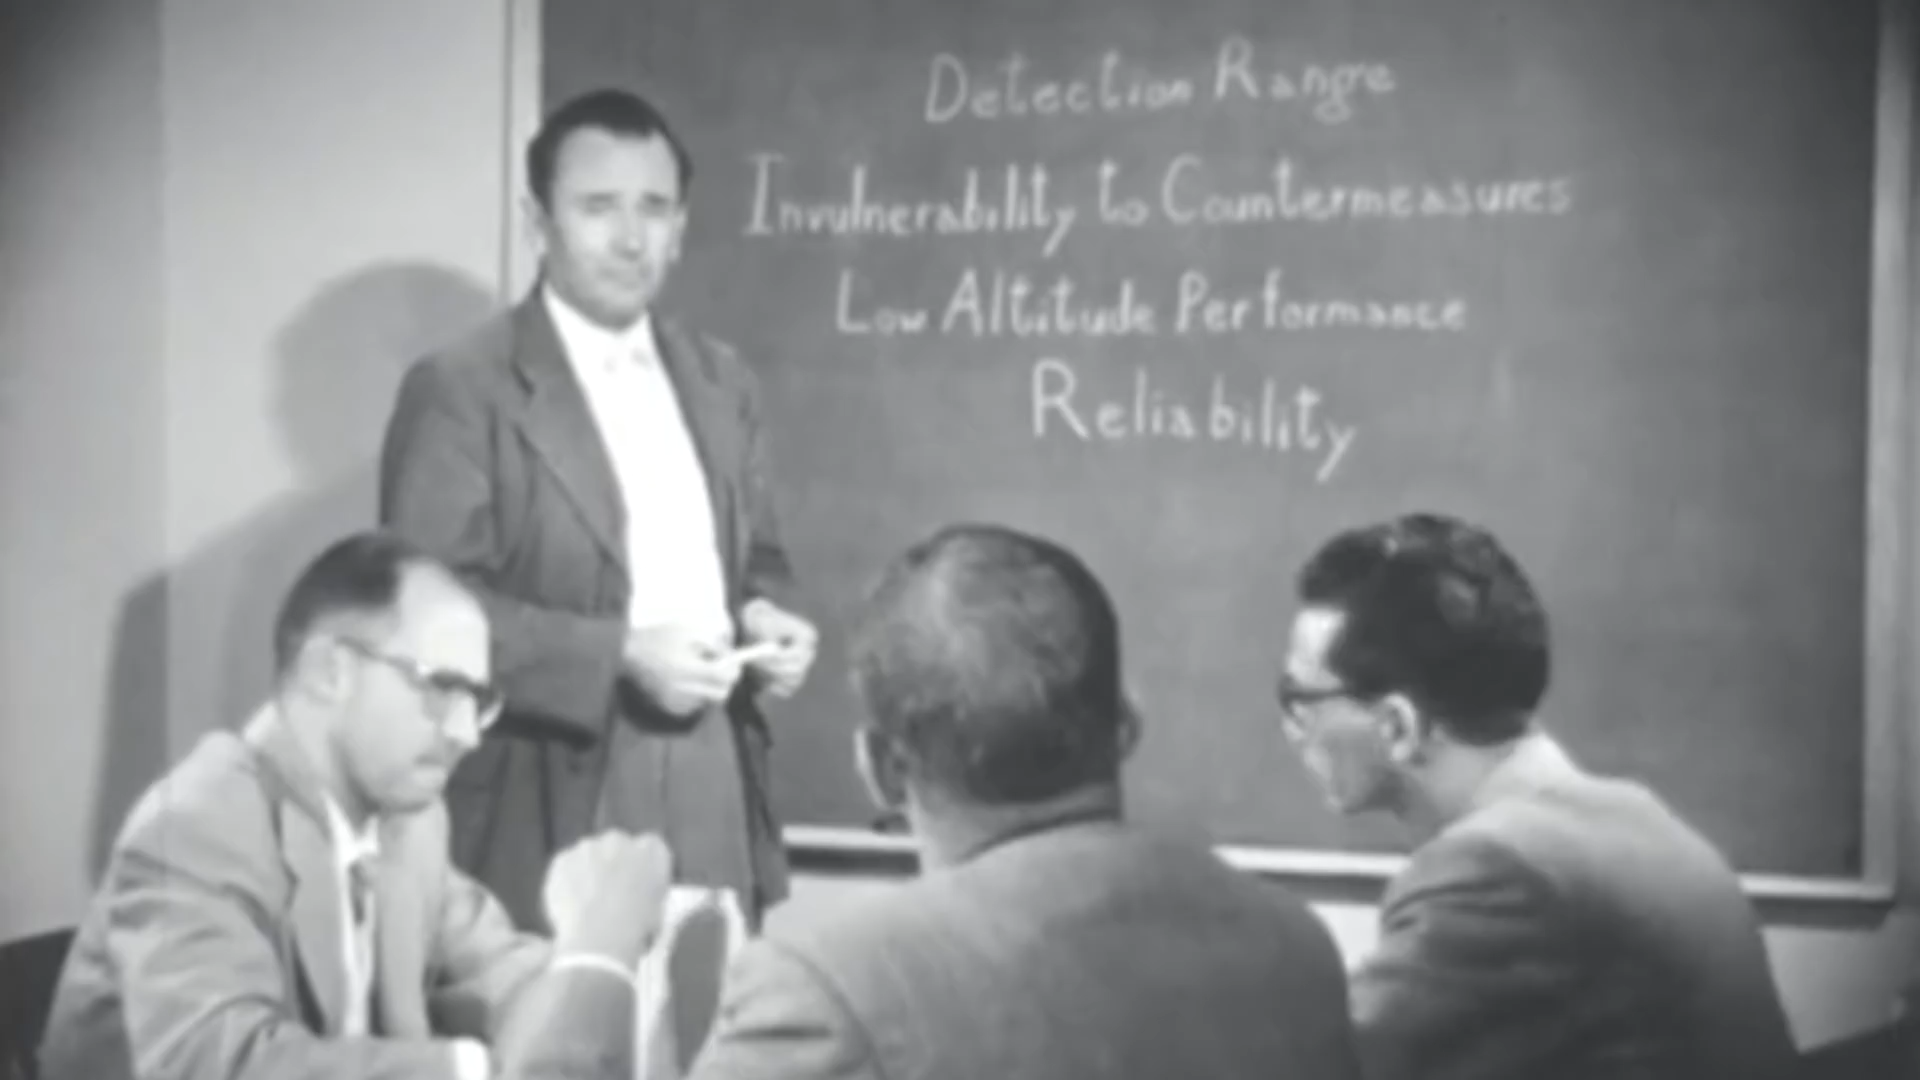 Detection Range
Invulnerability to Countermeasures
Low Altitude Performance
Reliability